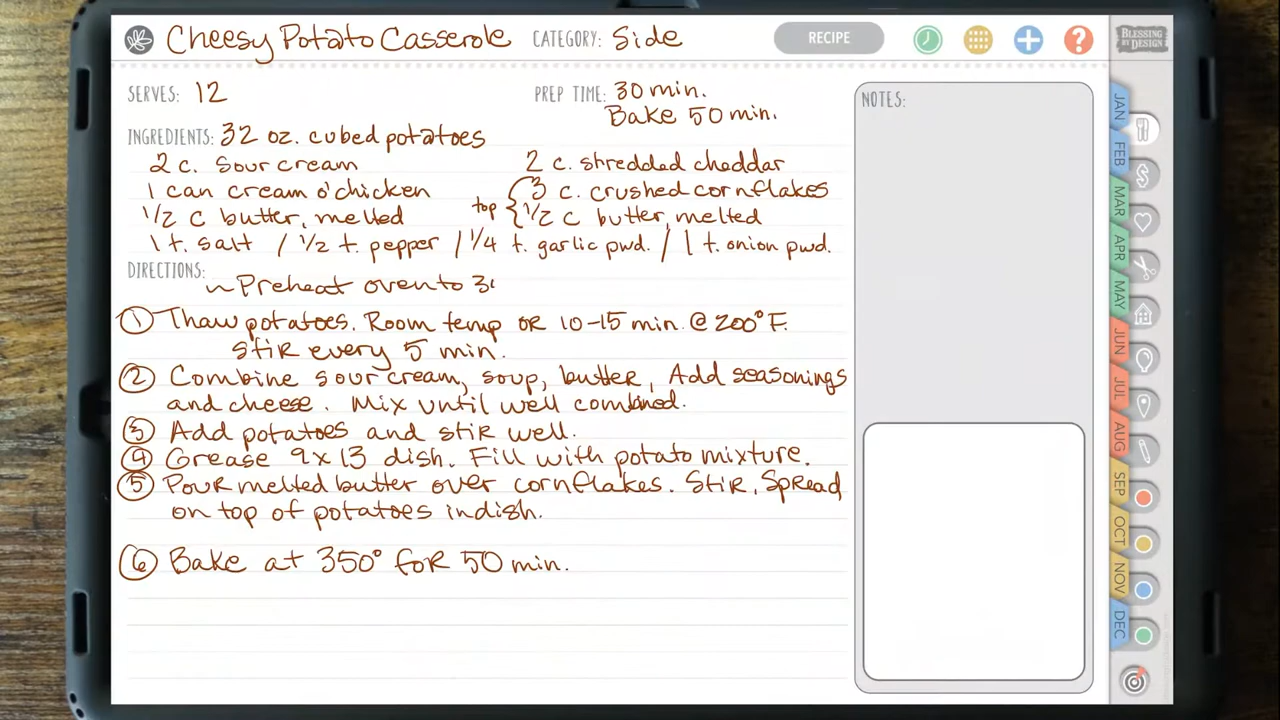 Cheesy Potato Casserole CATEGORY: Side RECIPE ? BLESSING BY DESIGN
SERVES: 12 PREP TIME: 30 min.
Bake 50 min.
INGREDIENTS: 32 oz. cubed potatoes
2 c. sour cream 2 c. shredded cheddar
1 can cream o' chicken 3 c. crushed cornflakes
top
1/2 c butter, melted 1/2 c butter, melted
1 t. salt / 1/2 t. pepper / 1/4 t. garlic pwd. / 1 t. onion pwd.
DIRECTIONS:
~ Preheat oven to 3
① Thaw potatoes. Room temp OR 10-15 min @ 200° F.
stir every 5 min.
② Combine sour cream, soup, butter, Add seasonings
and cheese. Mix until well combined.
③ Add potatoes and stir well.
④ Grease 9x13 dish. Fill with potato mixture.
⑤ Pour melted butter over cornflakes. Stir. Spread
on top of potatoes in dish.
⑥ Bake at 350° for 50 min.
NOTES:
JAN
FEB
MAR
APR
MAY
JUN
JUL
AUG
SEP
OCT
NOV
DEC